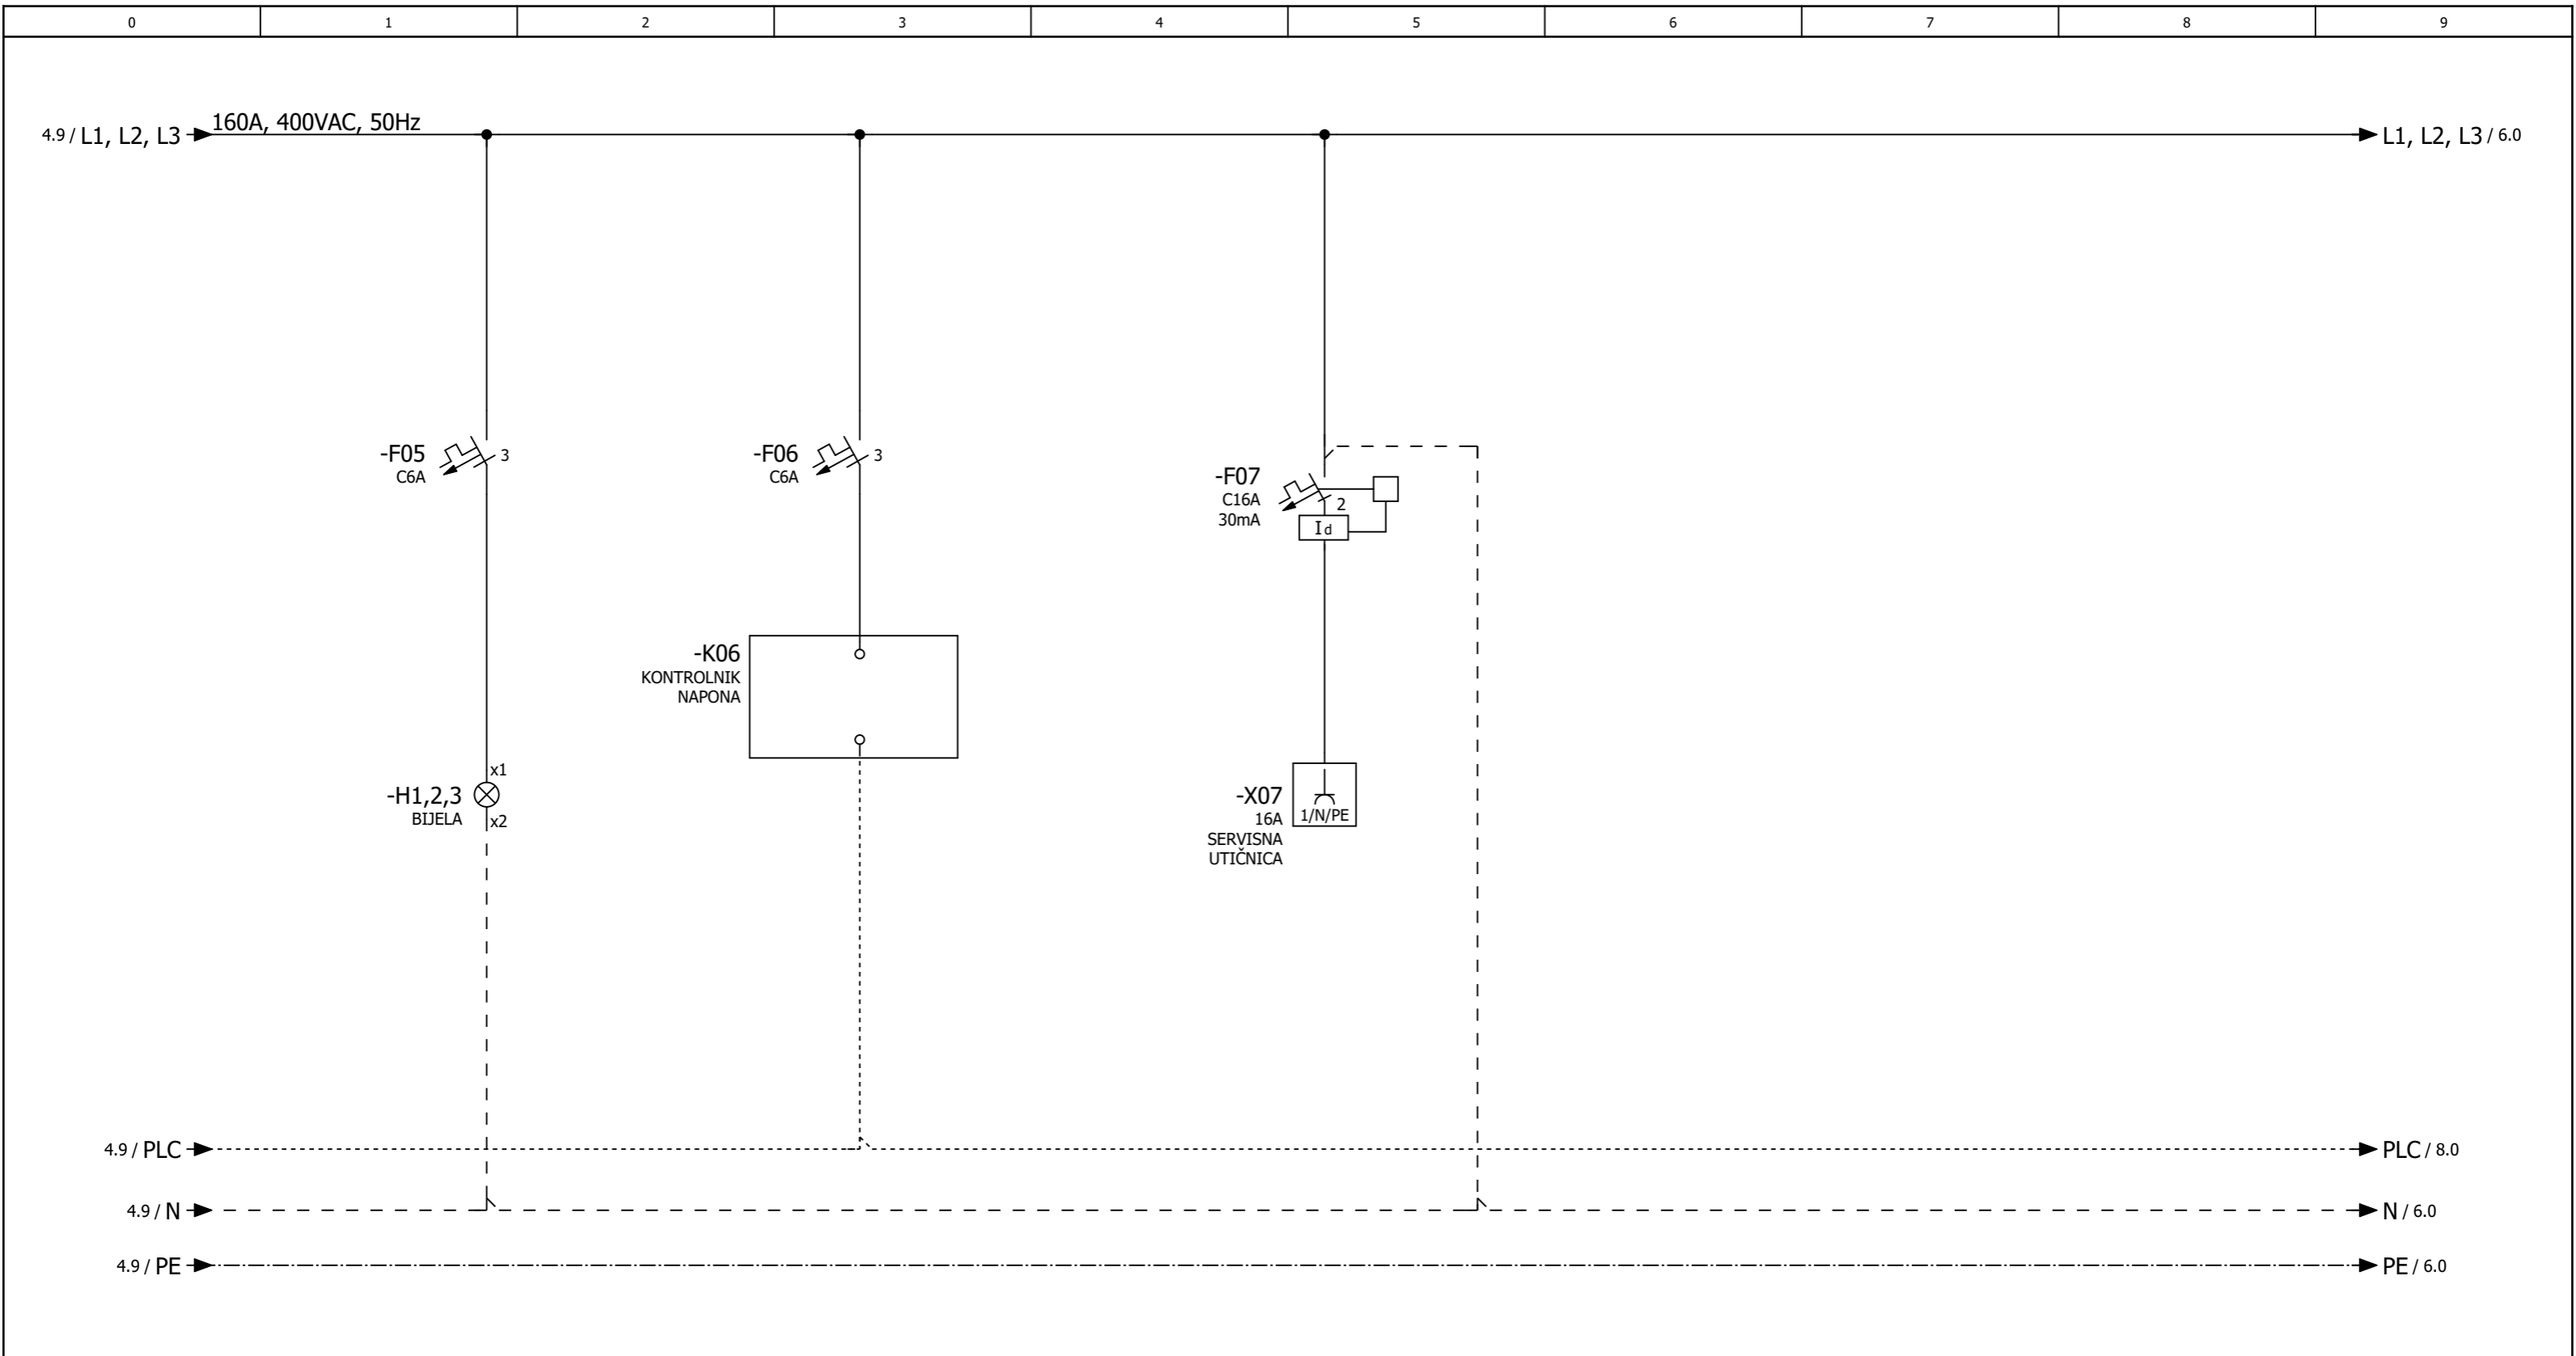 0 1 2 3 4 5 6 7 8 9
160A, 400VAC, 50Hz
4.9 / L1, L2, L3
L1, L2, L3 / 6.0
-F05
C6A
3
-F06
C6A
3
-F07
C16A
30mA
2
Id
-K06
KONTROLNIK
NAPONA
x1
-H1,2,3
BIJELA
x2
-X07
16A
SERVISNA
UTIČNICA
1/N/PE
4.9 / PLC
PLC / 8.0
4.9 / N
N / 6.0
4.9 / PE
PE / 6.0